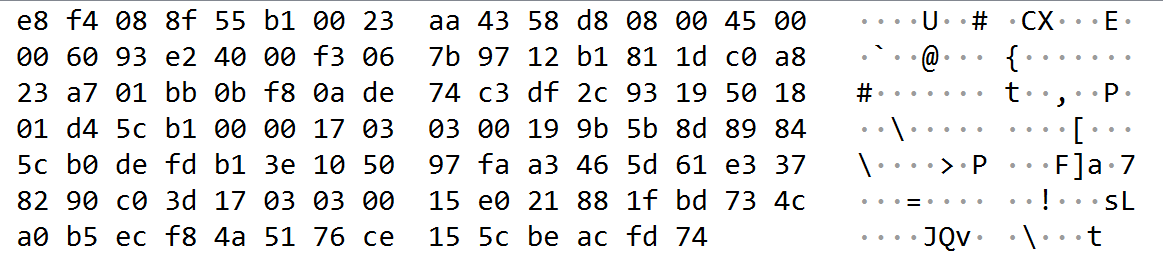 e8 f4 08 8f 55 b1 00 23 aa 43 58 d8 08 00 45 00 ····U··# ·CX···E·
00 60 93 e2 40 00 f3 06 7b 97 12 b1 81 1d c0 a8 ·`··@··· {·······
23 a7 01 bb 0b f8 0a de 74 c3 df 2c 93 19 50 18 #······· t··,··P·
01 d4 5c b1 00 00 17 03 03 00 19 9b 5b 8d 89 84 ··\····· ····[···
5c b0 de fd b1 3e 10 50 97 fa a3 46 5d 61 e3 37 \····>·P ···F]a·7
82 90 c0 3d 17 03 03 00 15 e0 21 88 1f bd 73 4c ···=···· ··!···sL
a0 b5 ec f8 4a 51 76 ce 15 5c be ac fd 74 ····JQv· ·\···t